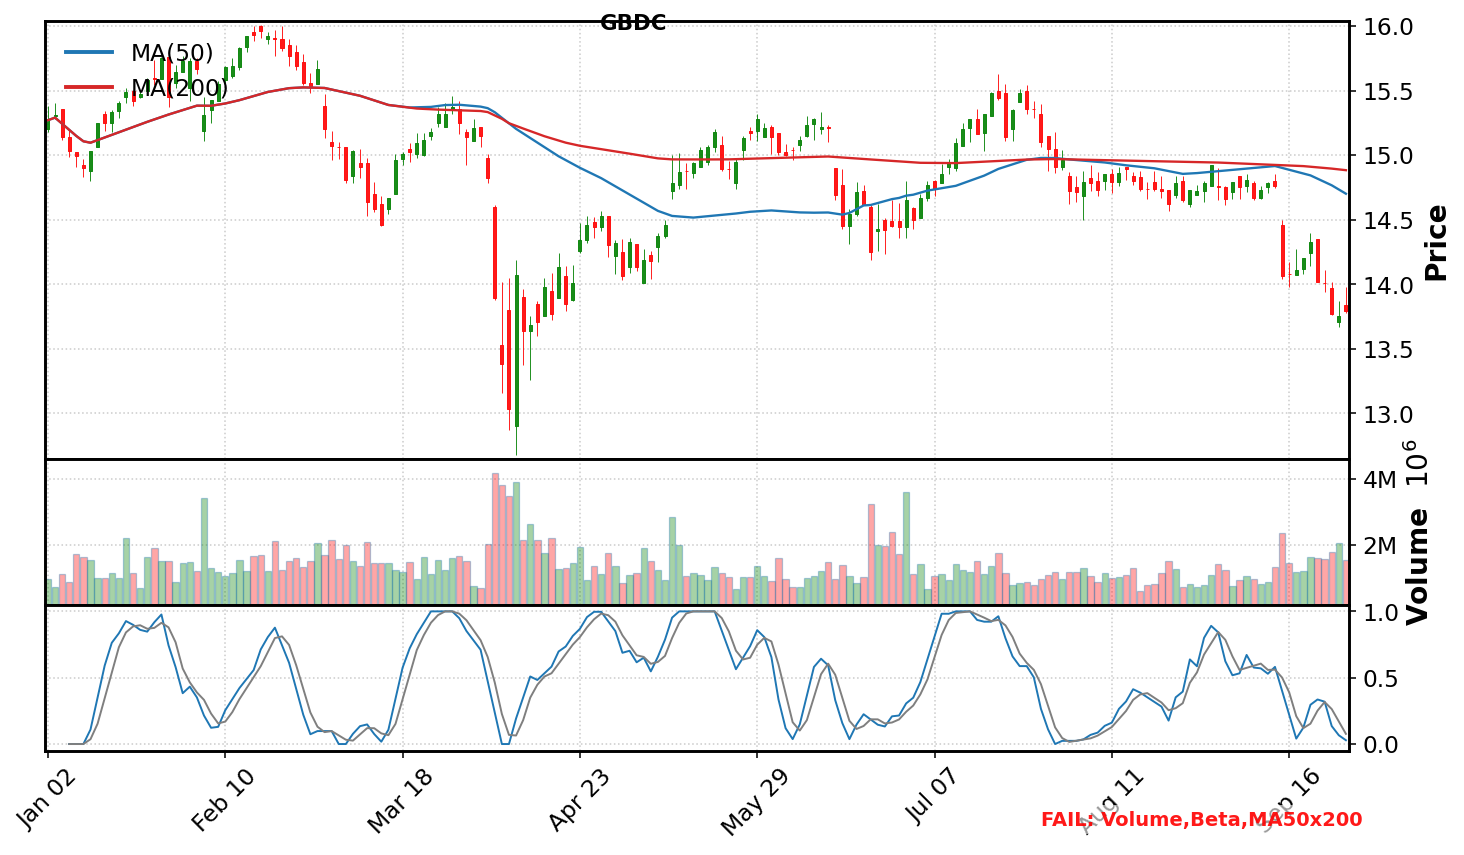 GBDC
MA(50)
MA(200)
16.0
15.5
15.0
14.5
14.0
13.5
13.0
Price
4M
2M
Volume 10^6
1.0
0.5
0.0
Jan 02
Feb 10
Mar 18
Apr 23
May 29
Jul 07
Aug 11
Sep 16
FAIL: Volume,Beta,MA50x200